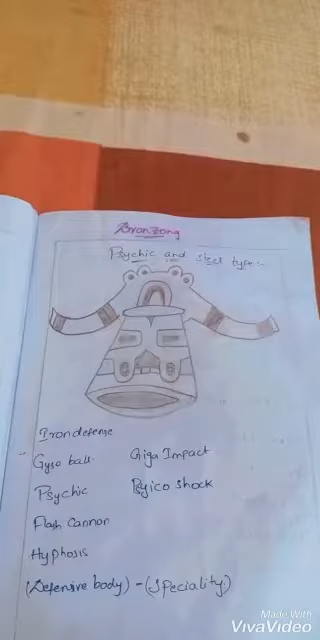 Bronzong
Psychic and steel type:-
Iron defense
Gyso ball Giga Impact
Psychic Psyico shock
Flash Cannon
Hyphosis
(Defensive body) - (Speciality)
Made With
VivaVideo